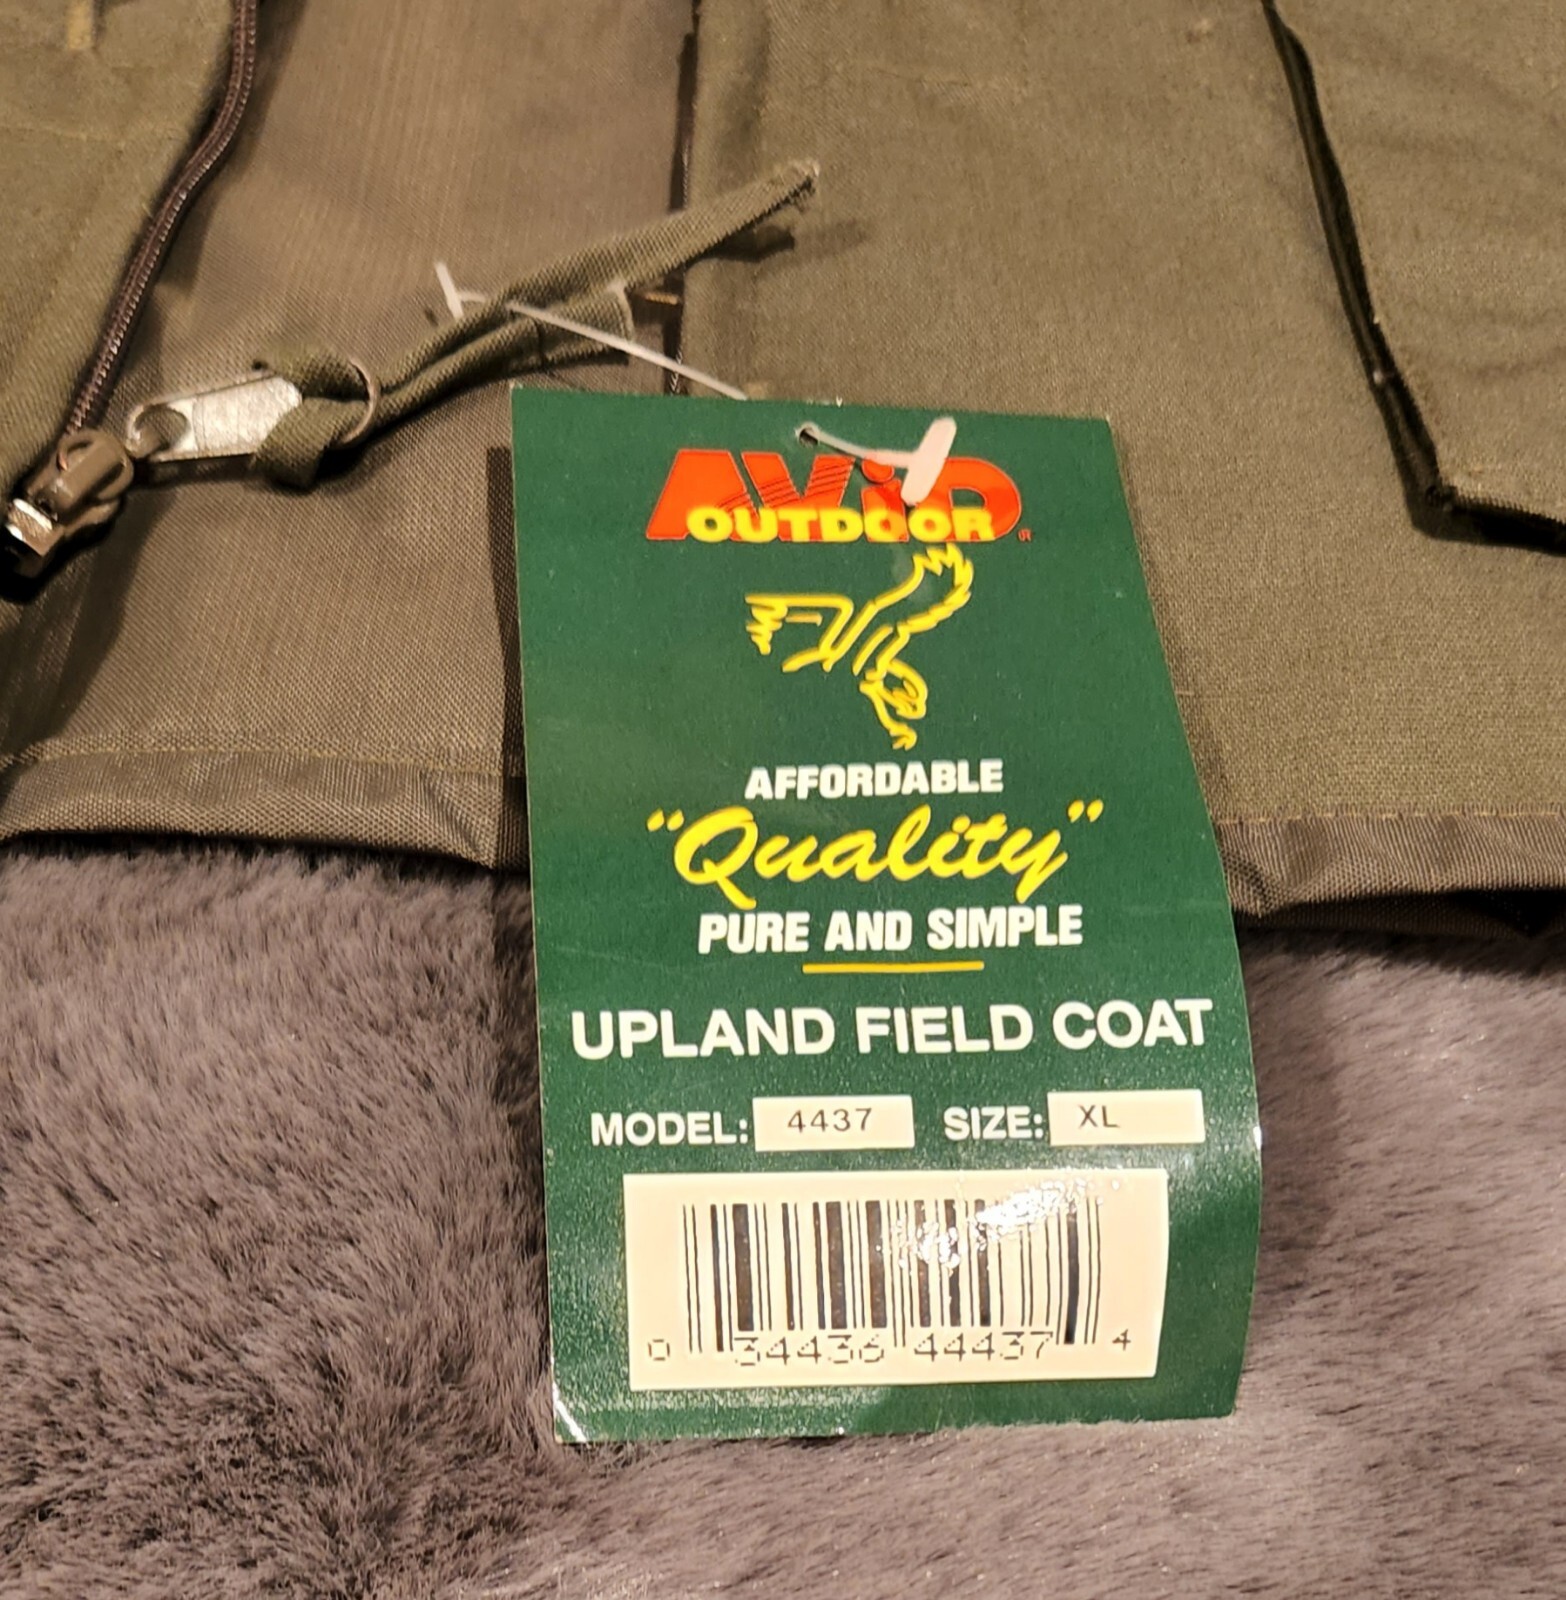 AViD
OUTDOOR
AFFORDABLE
"Quality"
PURE AND SIMPLE
UPLAND FIELD COAT
MODEL: 4437 SIZE: XL
0 34436 44437 4